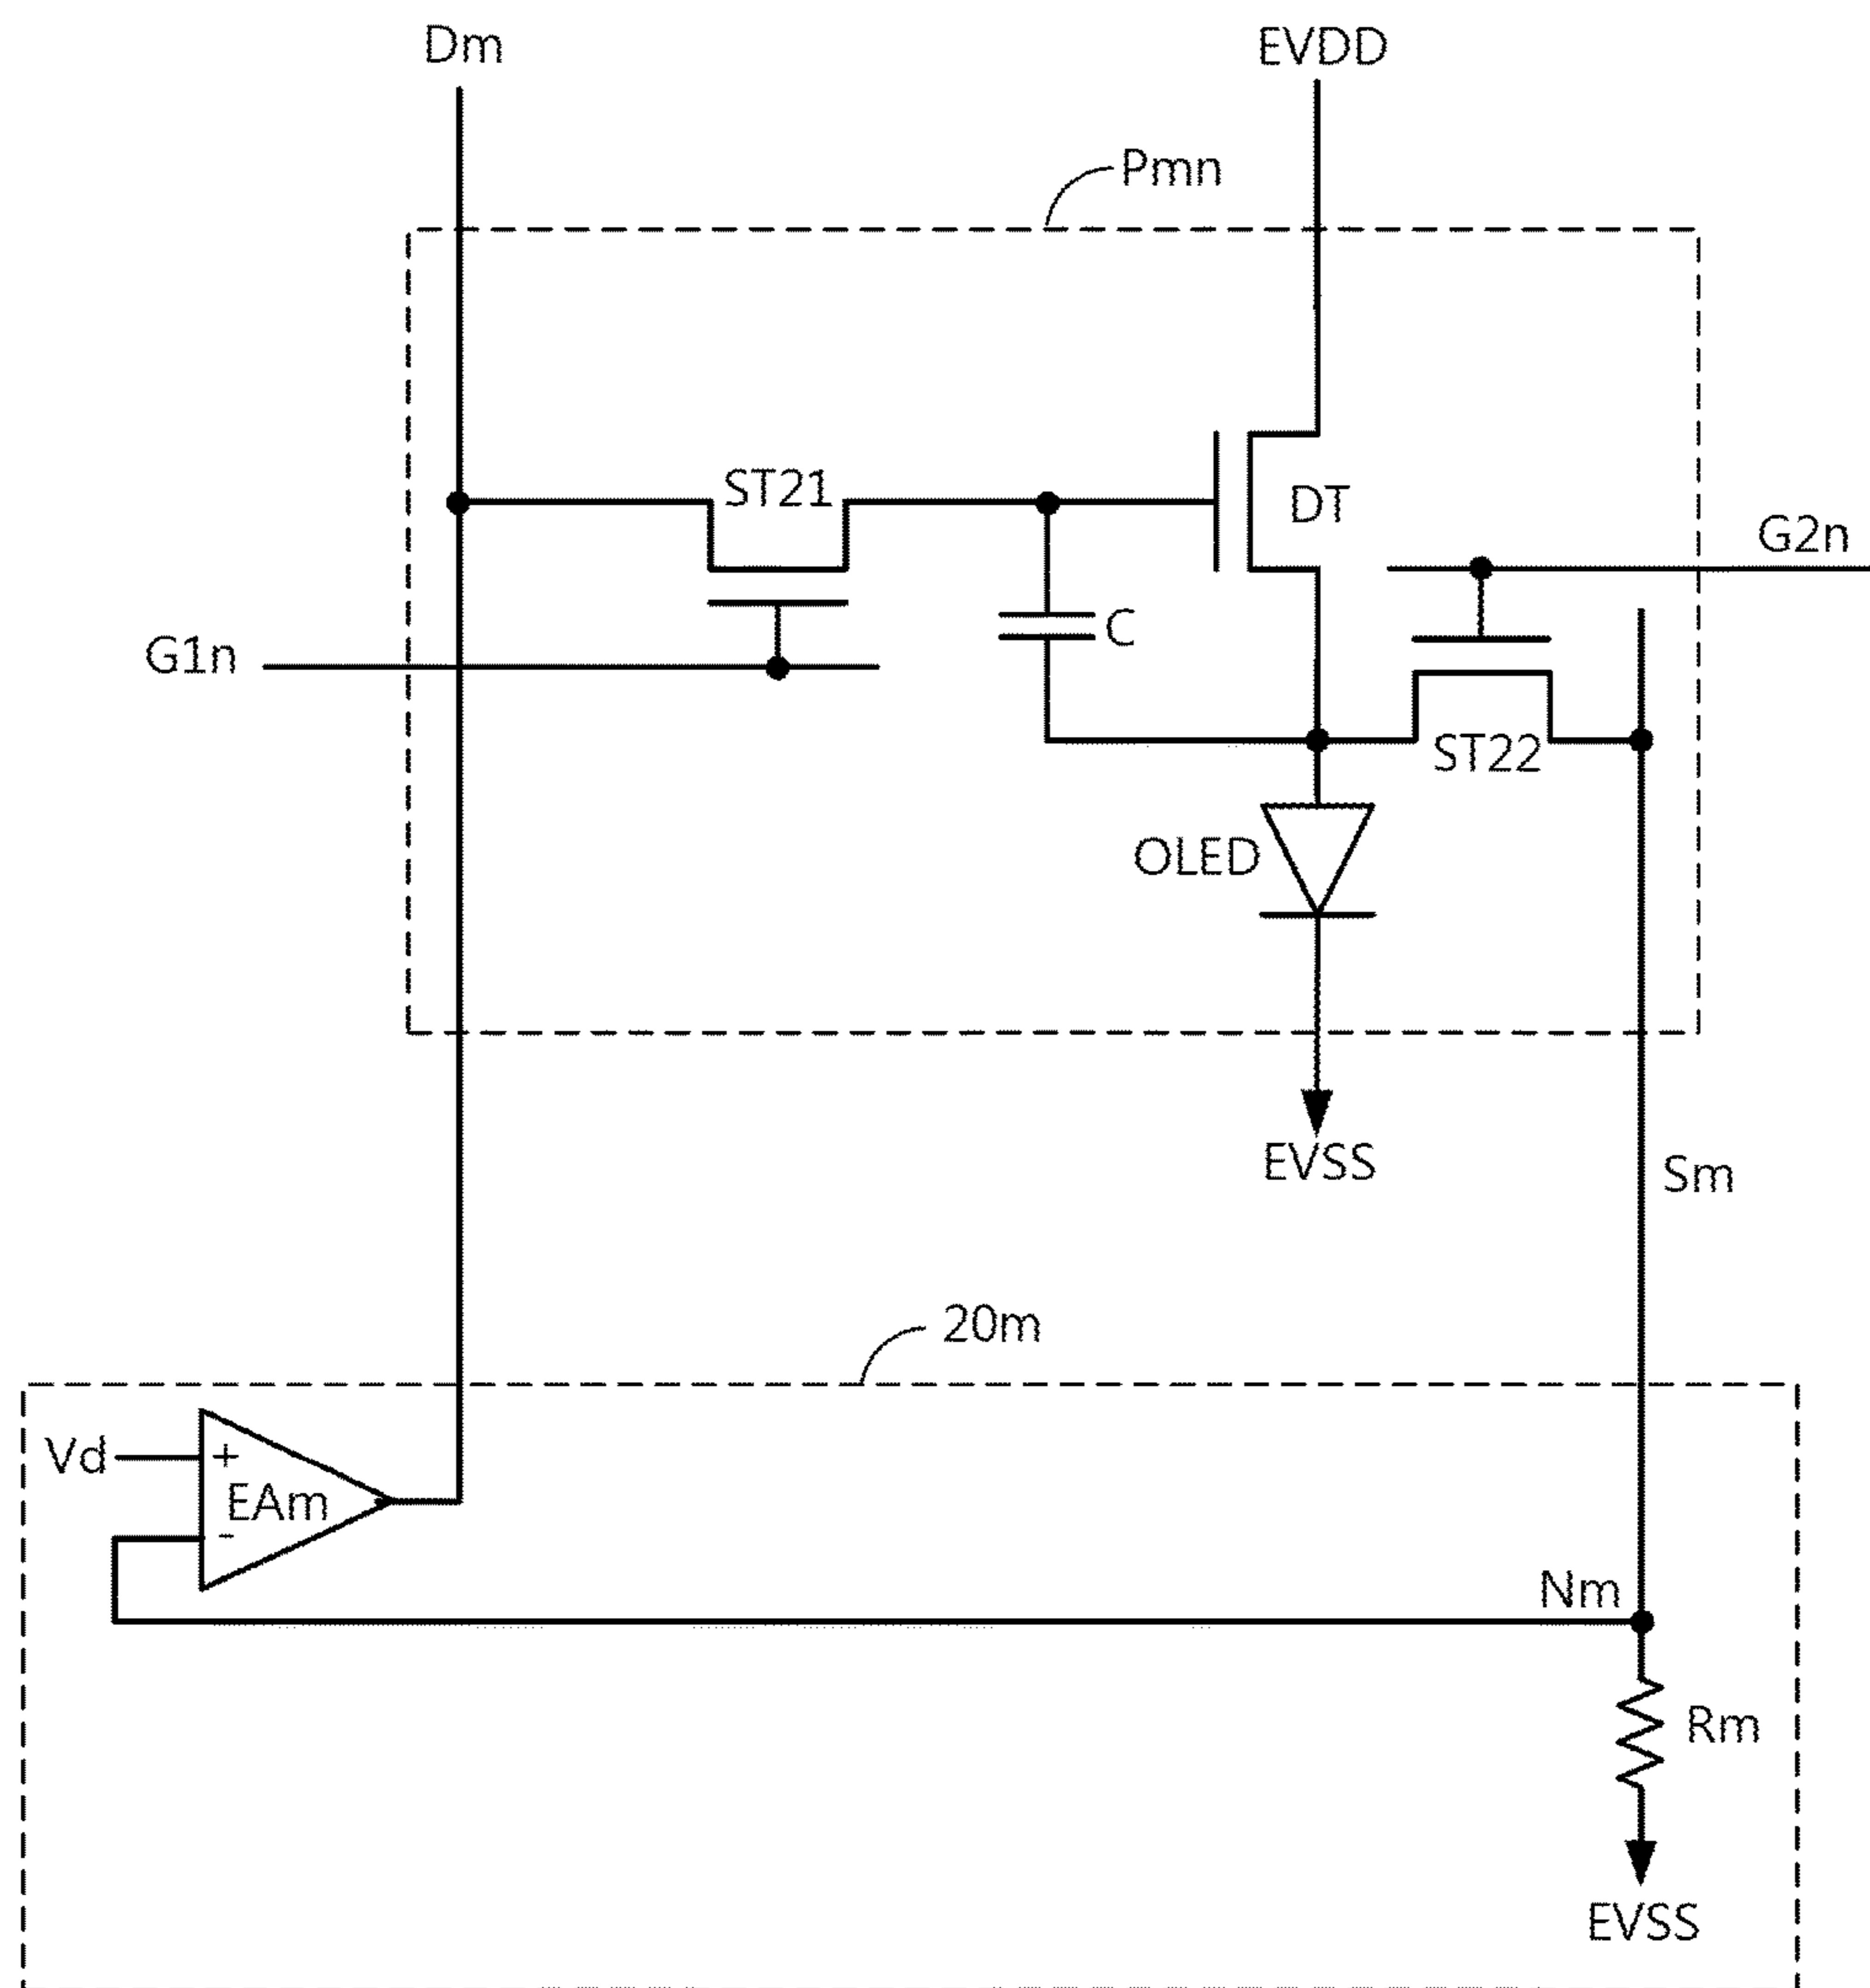 Dm
EVDD
Pmn
ST21
DT
G2n
C
G1n
ST22
OLED
EVSS
Sm
20m
Vd
+
EAm
-
Nm
Rm
EVSS